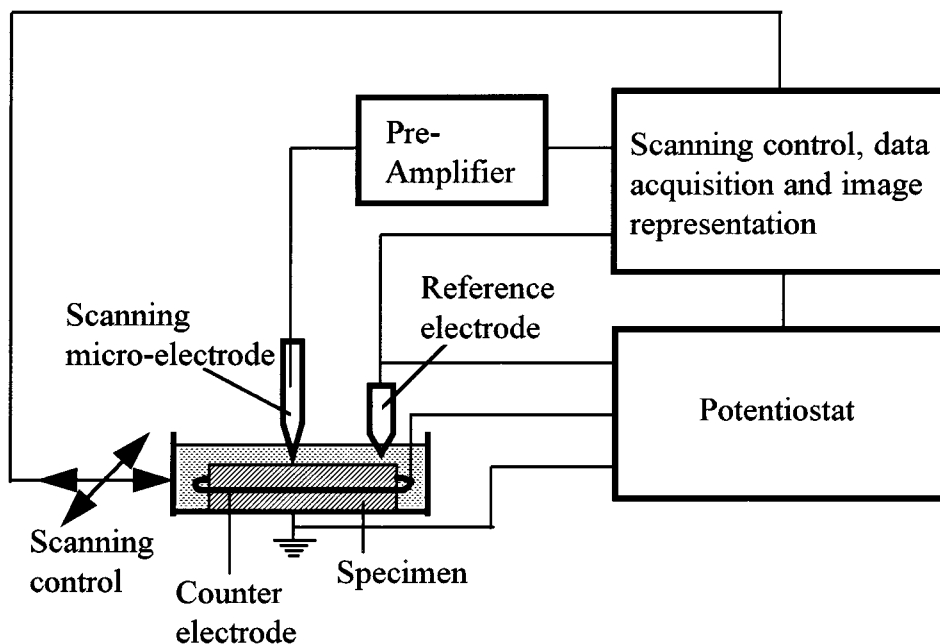 Pre-
Amplifier
Scanning control, data
acquisition and image
representation
Scanning
micro-electrode
Reference
electrode
Potentiostat
Scanning
control
Counter
electrode
Specimen